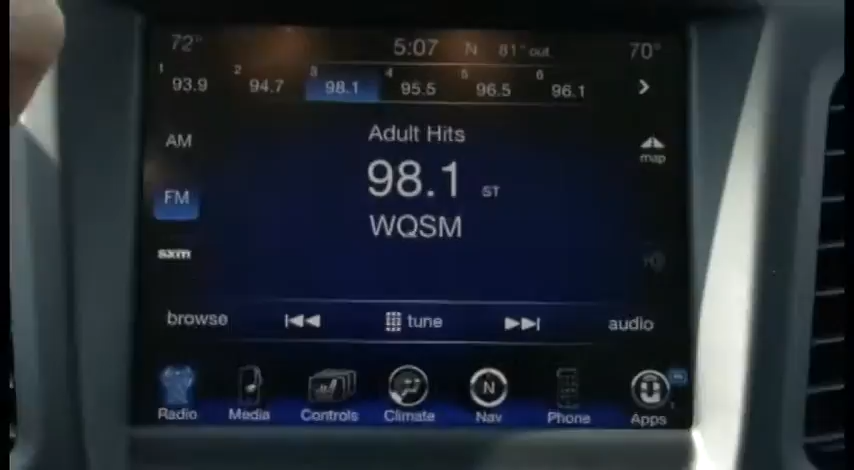 72° 5:07 N 81° out 70°
1 93.9 2 94.7 3 98.1 4 95.5 5 96.5 6 96.1
Adult Hits
AM
98.1 ST
map
FM
WQSM
sxm
browse tune audio
N
Radio Media Controls Climate Nav Phone Apps